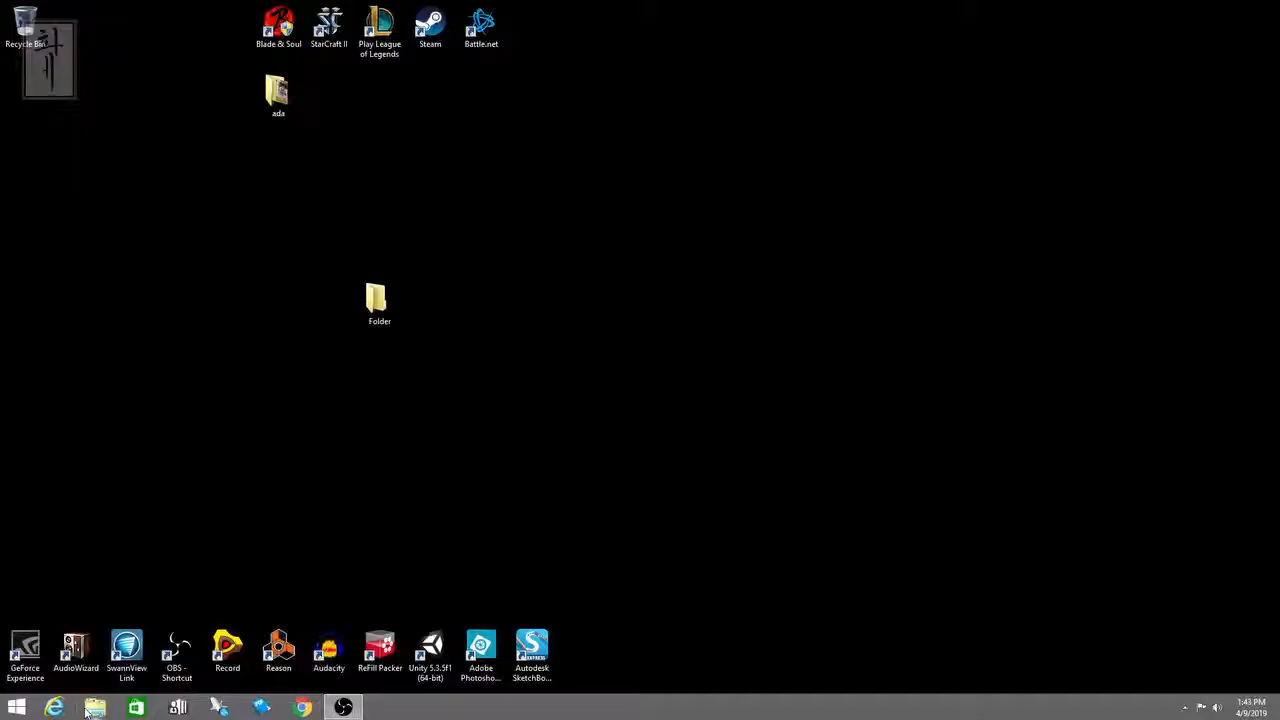 Recycle Bin
Blade & Soul
StarCraft II
Play League
of Legends
Steam
Battle.net
ada
Folder
GeForce
Experience
AudioWizard
SwannView
Link
OBS -
Shortcut
Record
Reason
Audacity
ReFill Packer
Unity 5.3.5f1
(64-bit)
Adobe
Photosho...
Autodesk
SketchBo...
1:43 PM
4/9/2019